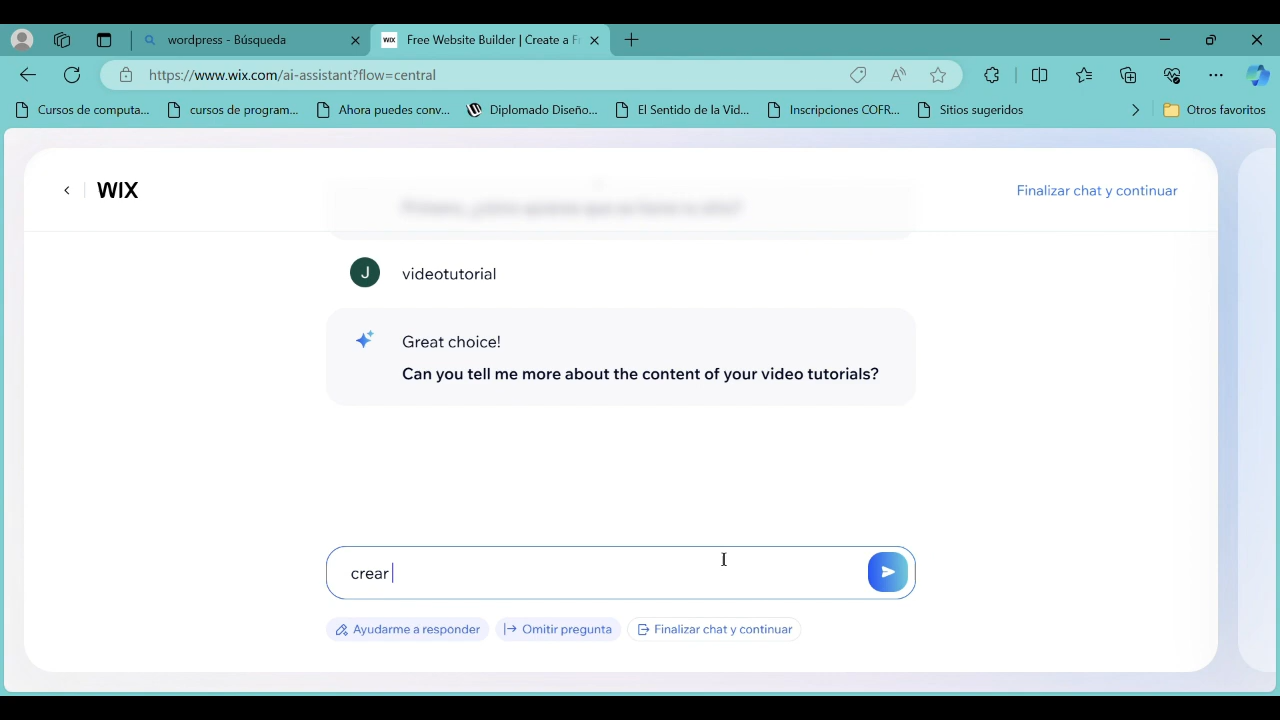 wordpress - Búsqueda
WIX Free Website Builder | Create a F
https://www.wix.com/ai-assistant?flow=central
Cursos de computa...
cursos de program...
Ahora puedes conv...
Diplomado Diseño...
El Sentido de la Vid...
Inscripciones COFR...
Sitios sugeridos
Otros favoritos
WIX
Finalizar chat y continuar
J videotutorial
Great choice!
Can you tell me more about the content of your video tutorials?
crear
Ayudarme a responder
Omitir pregunta
Finalizar chat y continuar